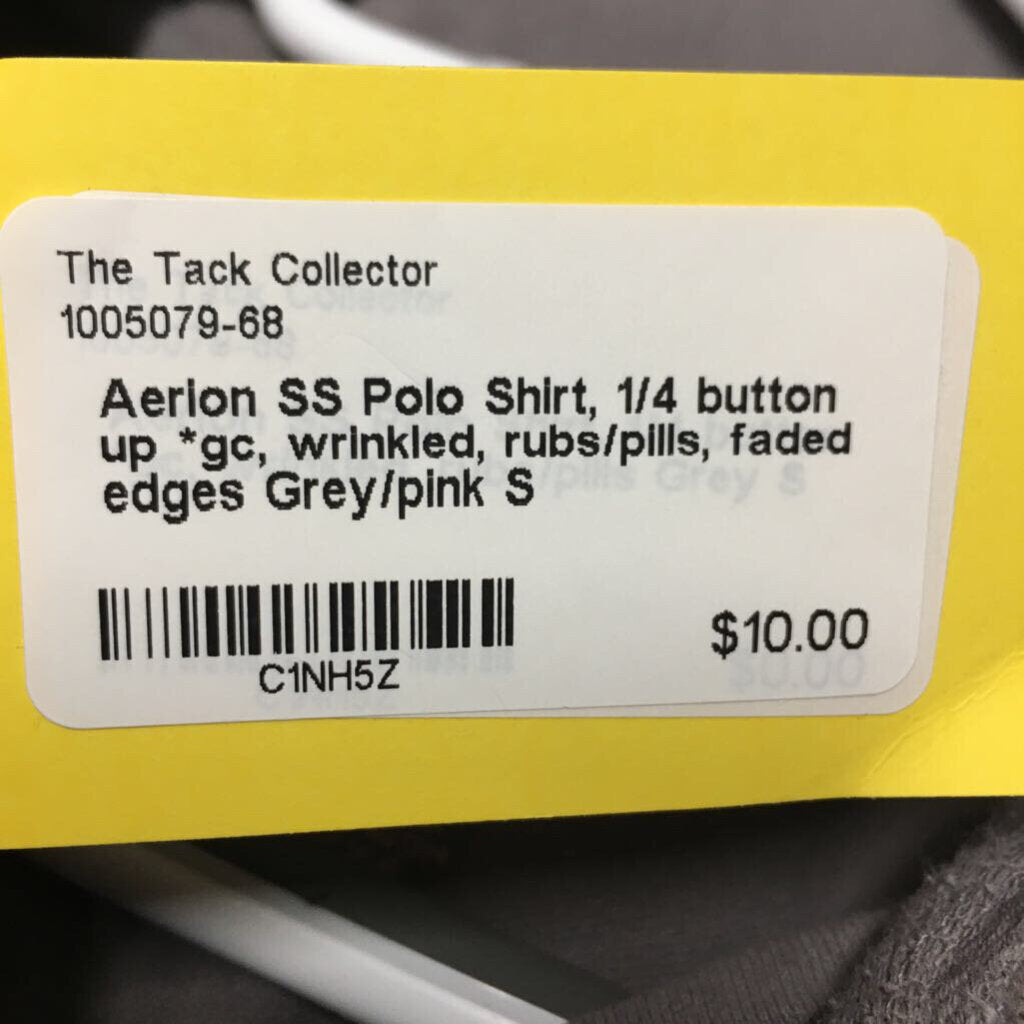 The Tack Collector
1005079-68
Aerion SS Polo Shirt, 1/4 button
up *gc, wrinkled, rubs/pills, faded
edges Grey/pink S
C1NH5Z
$10.00